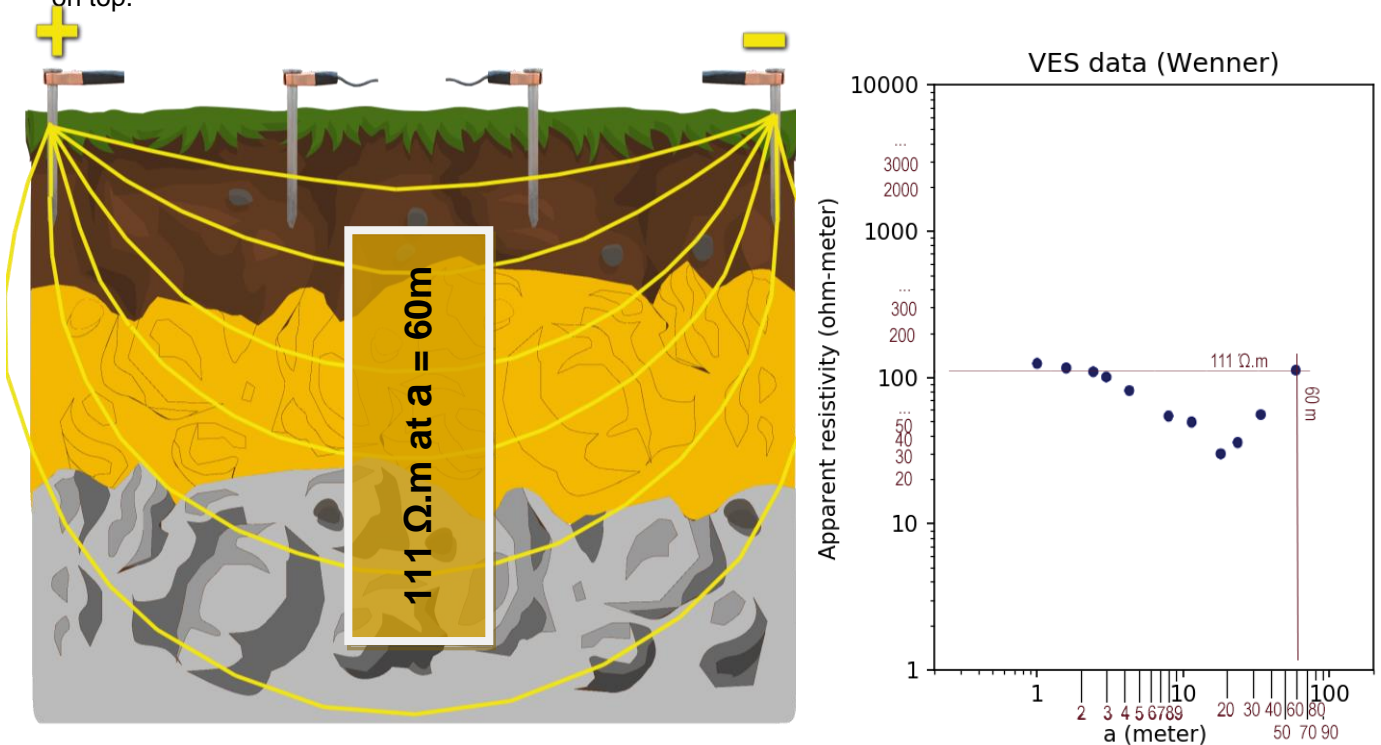 on top.
+
−
111 Ω.m at a = 60m
VES data (Wenner)
Apparent resistivity (ohm-meter)
10000
...
3000
2000
1000
...
300
200
100
...
50
40
30
20
10
1
111 Ω.m
60 m
1 10 100
2 3 4 5 6 7 8 9 20 30 40 60 80
50 70 90
a (meter)